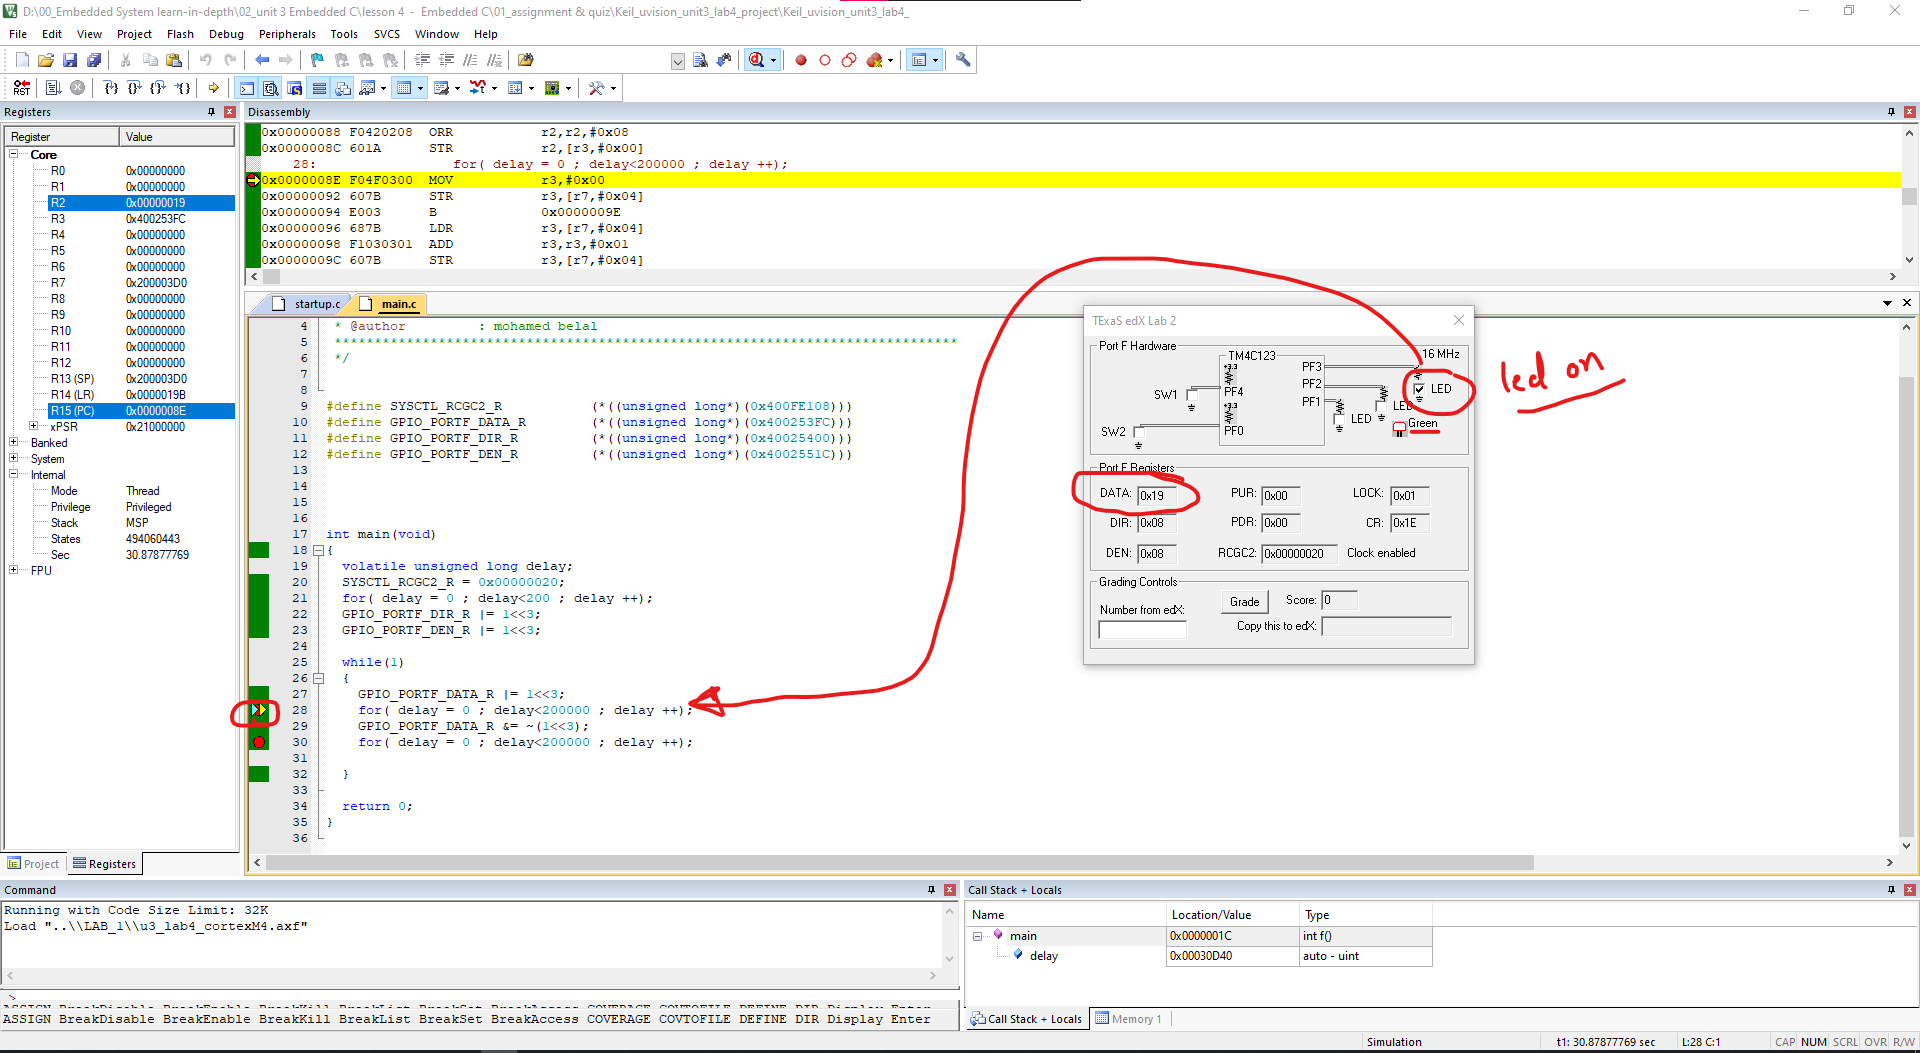 D:\00_Embedded System learn-in-depth\02_unit 3 Embedded C\lesson 4  -  Embedded C\01_assignment & quiz\Keil_uvision_unit3_lab4_project\Keil_uvision_unit3_lab4_
File Edit View Project Flash Debug Peripherals Tools SVCS Window Help
Registers
Register Value
Core
R0 0x00000000
R1 0x00000000
R2 0x00000019
R3 0x400253FC
R4 0x00000000
R5 0x00000000
R6 0x00000000
R7 0x200003D0
R8 0x00000000
R9 0x00000000
R10 0x00000000
R11 0x00000000
R12 0x00000000
R13 (SP) 0x200003D0
R14 (LR) 0x0000019B
R15 (PC) 0x0000008E
xPSR 0x21000000
Banked
System
Internal
Mode Thread
Privilege Privileged
Stack MSP
States 494060443
Sec 30.87877769
FPU
Project Registers
Disassembly
0x00000088 F0420208 ORR r2,r2,#0x08
0x0000008C 601A STR r2,[r3,#0x00]
28: for( delay = 0 ; delay<200000 ; delay ++);
0x0000008E F04F0300 MOV r3,#0x00
0x00000092 607B STR r3,[r7,#0x04]
0x00000094 E003 B 0x0000009E
0x00000096 687B LDR r3,[r7,#0x04]
0x00000098 F1030301 ADD r3,r3,#0x01
0x0000009C 607B STR r3,[r7,#0x04]
startup.c main.c
4 * @author : mohamed belal
5 ******************************************************************************
6 */
7
8
9 #define SYSCTL_RCGC2_R (*((unsigned long*)(0x400FE108)))
10 #define GPIO_PORTF_DATA_R (*((unsigned long*)(0x400253FC)))
11 #define GPIO_PORTF_DIR_R (*((unsigned long*)(0x40025400)))
12 #define GPIO_PORTF_DEN_R (*((unsigned long*)(0x4002551C)))
13
14
15
16
17 int main(void)
18 {
19 volatile unsigned long delay;
20 SYSCTL_RCGC2_R = 0x00000020;
21 for( delay = 0 ; delay<200 ; delay ++);
22 GPIO_PORTF_DIR_R |= 1<<3;
23 GPIO_PORTF_DEN_R |= 1<<3;
24
25 while(1)
26 {
27 GPIO_PORTF_DATA_R |= 1<<3;
28 for( delay = 0 ; delay<200000 ; delay ++);
29 GPIO_PORTF_DATA_R &= ~(1<<3);
30 for( delay = 0 ; delay<200000 ; delay ++);
31
32 }
33
34 return 0;
35 }
36
TExaS edX Lab 2
Port F Hardware
TM4C123 16 MHz
+3.3 PF3
SW1 PF4 PF2 LED
+3.3 PF1 LED
LED
SW2 PF0 Green
Port F Registers
DATA: 0x19 PUR: 0x00 LOCK: 0x01
DIR: 0x08 PDR: 0x00 CR: 0x1E
DEN: 0x08 RCGC2: 0x00000020 Clock enabled
Grading Controls
Number from edX: Grade Score: 0
Copy this to edX:
led on
Command
Running with Code Size Limit: 32K
Load "..\\LAB_1\\u3_lab4_cortexM4.axf"
>
ASSIGN BreakDisable BreakEnable BreakKill BreakList BreakSet BreakAccess COVERAGE COVTOFILE DEFINE DIR Display Enter
ASSIGN BreakDisable BreakEnable BreakKill BreakList BreakSet BreakAccess COVERAGE COVTOFILE DEFINE DIR Display Enter
Call Stack + Locals
Name Location/Value Type
main 0x0000001C int f()
delay 0x00030D40 auto - uint
Call Stack + Locals Memory 1
Simulation t1: 30.87877769 sec L:28 C:1 CAP NUM SCRL OVR R/W